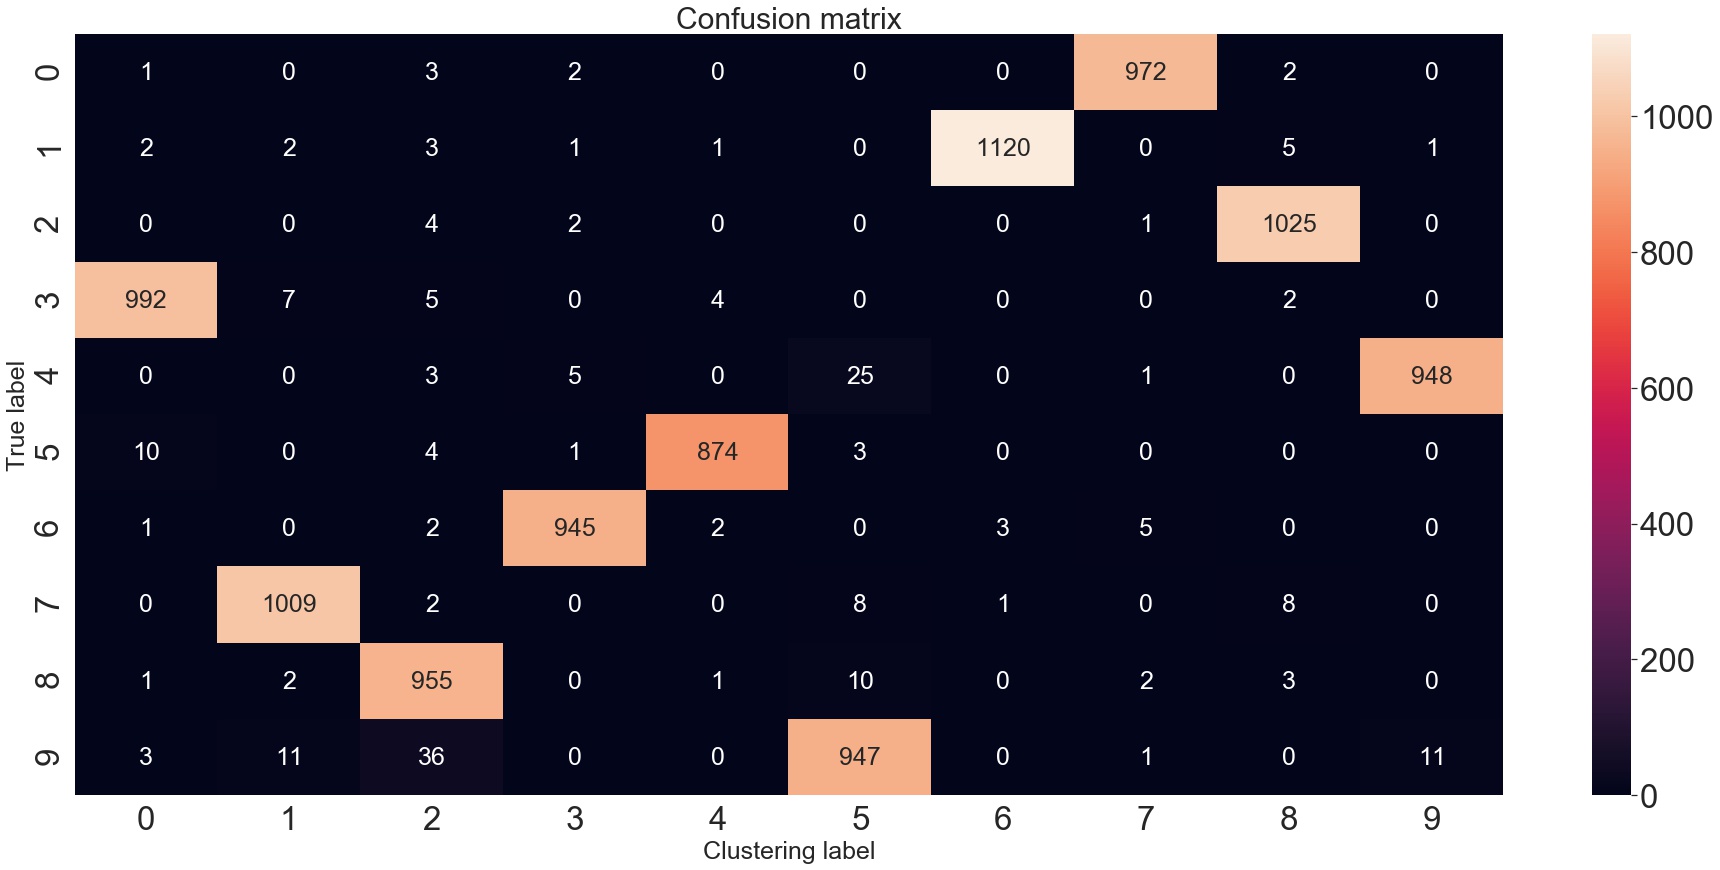 Confusion matrix
0 1 0 3 2 0 0 0 972 2 0
1 2 2 3 1 1 0 1120 0 5 1
2 0 0 4 2 0 0 0 1 1025 0
3 992 7 5 0 4 0 0 0 2 0
4 0 0 3 5 0 25 0 1 0 948
5 10 0 4 1 874 3 0 0 0 0
6 1 0 2 945 2 0 3 5 0 0
7 0 1009 2 0 0 8 1 0 8 0
8 1 2 955 0 1 10 0 2 3 0
9 3 11 36 0 0 947 0 1 0 11
0 1 2 3 4 5 6 7 8 9
Clustering label
True label
1000
800
600
400
200
0